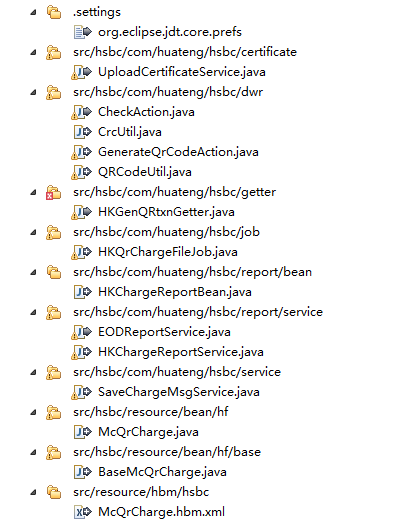 .settings
org.eclipse.jdt.core.prefs
src/hsbc/com/huateng/hsbc/certificate
UploadCertificateService.java
src/hsbc/com/huateng/hsbc/dwr
CheckAction.java
CrcUtil.java
GenerateQrCodeAction.java
QRCodeUtil.java
src/hsbc/com/huateng/hsbc/getter
HKGenQRtxnGetter.java
src/hsbc/com/huateng/hsbc/job
HKQrChargeFileJob.java
src/hsbc/com/huateng/hsbc/report/bean
HKChargeReportBean.java
src/hsbc/com/huateng/hsbc/report/service
EODReportService.java
HKChargeReportService.java
src/hsbc/com/huateng/hsbc/service
SaveChargeMsgService.java
src/hsbc/resource/bean/hf
McQrCharge.java
src/hsbc/resource/bean/hf/base
BaseMcQrCharge.java
src/resource/hbm/hsbc
McQrCharge.hbm.xml